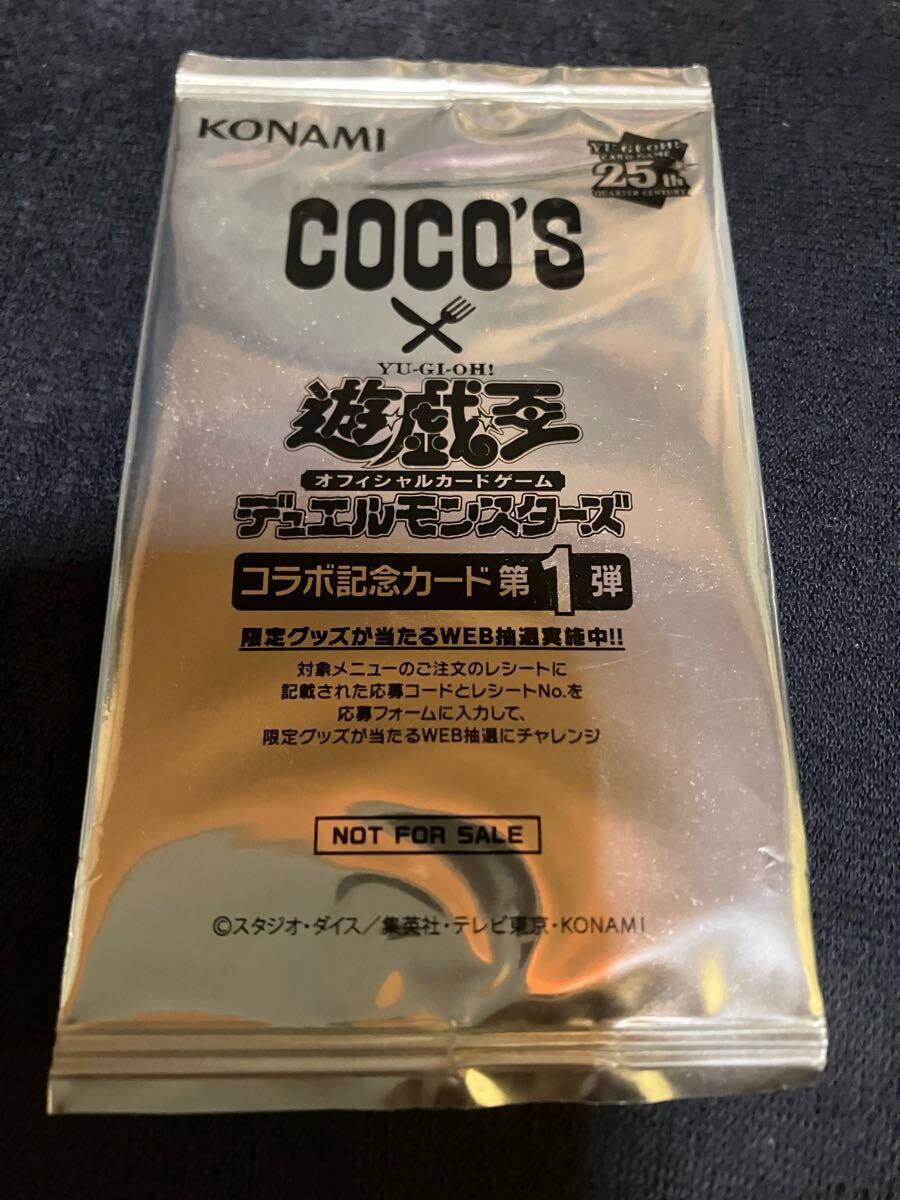 KONAMI
YU-GI-OH!
CARD GAME
25th
QUARTER CENTURY
COCO'S
YU-GI-OH!
遊戯王
オフィシャルカードゲーム
デュエルモンスターズ
コラボ記念カード 第1弾
限定グッズが当たるWEB抽選実施中!!
対象メニューのご注文のレシートに
記載された応募コードとレシートNo.を
応募フォームに入力して、
限定グッズが当たるWEB抽選にチャレンジ
NOT FOR SALE
©スタジオ・ダイス/集英社・テレビ東京・KONAMI